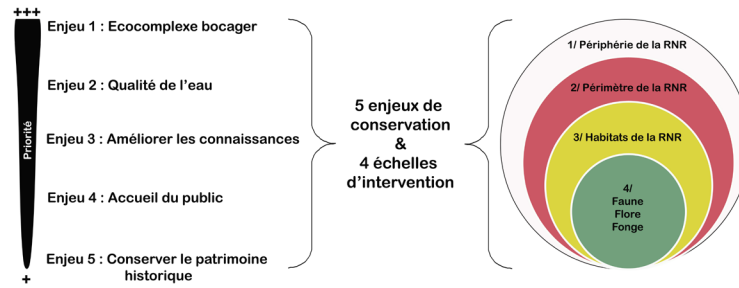 +++
Priorité
+
Enjeu 1 : Ecocomplexe bocager
Enjeu 2 : Qualité de l'eau
Enjeu 3 : Améliorer les connaissances
Enjeu 4 : Accueil du public
Enjeu 5 : Conserver le patrimoine
historique
5 enjeux de
conservation
&
4 échelles
d'intervention
1/ Périphérie de la RNR
2/ Périmètre de la RNR
3/ Habitats de la RNR
4/
Faune
Flore
Fonge